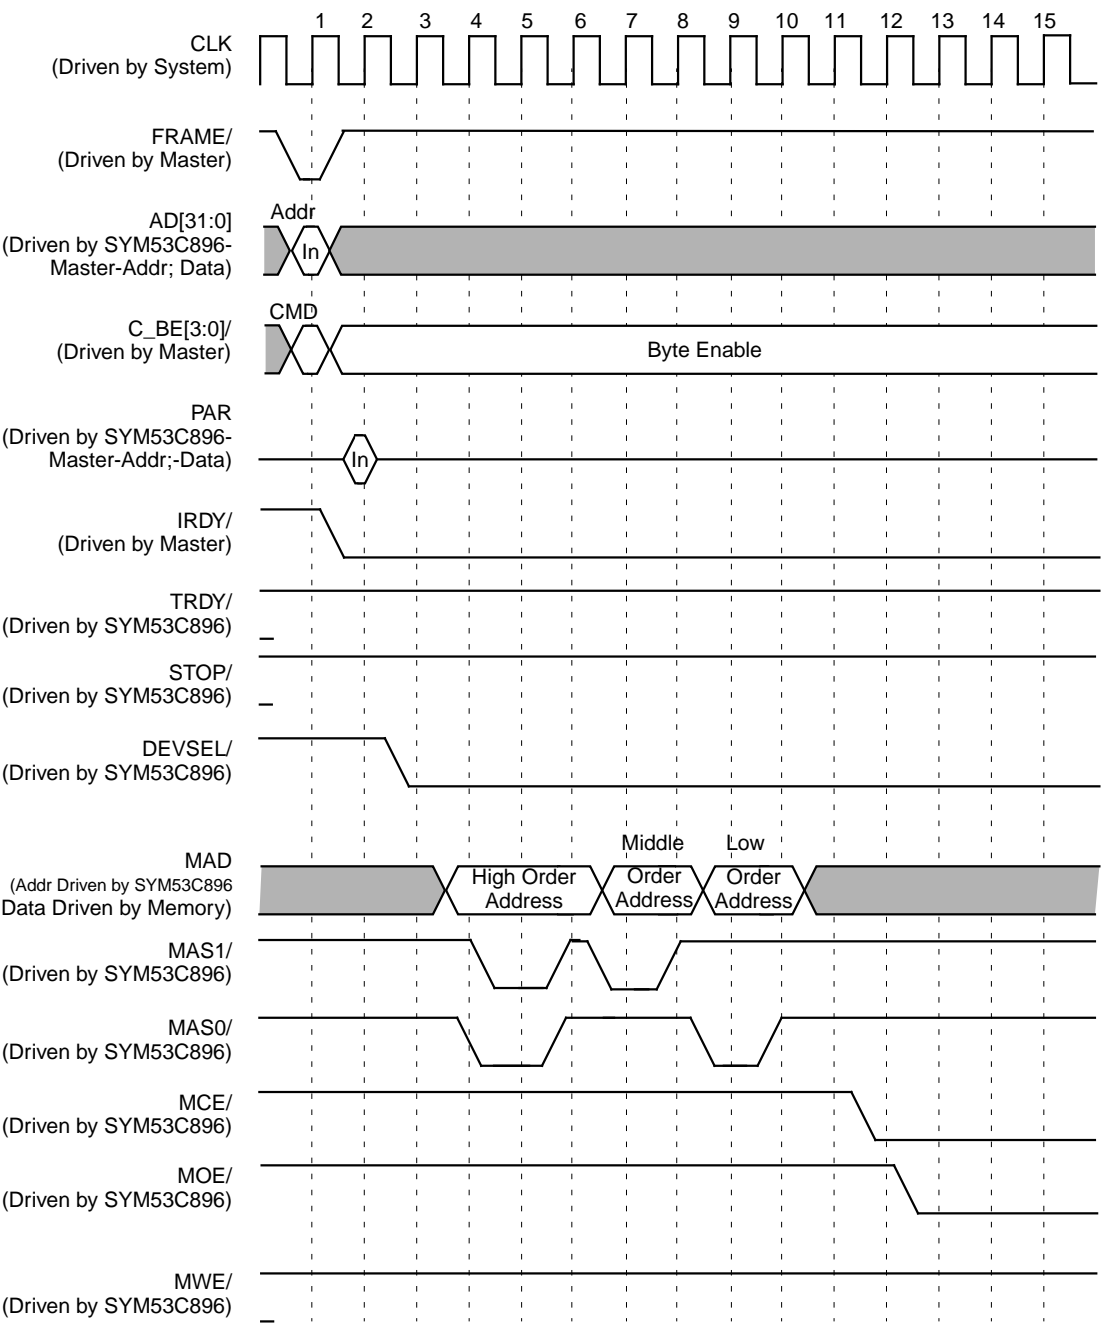 1 2 3 4 5 6 7 8 9 10 11 12 13 14 15
CLK
(Driven by System)
FRAME/
(Driven by Master)
Addr
AD[31:0]
(Driven by SYM53C896-
Master-Addr; Data)
In
CMD
C_BE[3:0]/
(Driven by Master)
Byte Enable
PAR
(Driven by SYM53C896-
Master-Addr;-Data)
In
IRDY/
(Driven by Master)
TRDY/
(Driven by SYM53C896)
STOP/
(Driven by SYM53C896)
DEVSEL/
(Driven by SYM53C896)
MAD
(Addr Driven by SYM53C896
Data Driven by Memory)
High Order
Address
Middle
Order
Address
Low
Order
Address
MAS1/
(Driven by SYM53C896)
MAS0/
(Driven by SYM53C896)
MCE/
(Driven by SYM53C896)
MOE/
(Driven by SYM53C896)
MWE/
(Driven by SYM53C896)